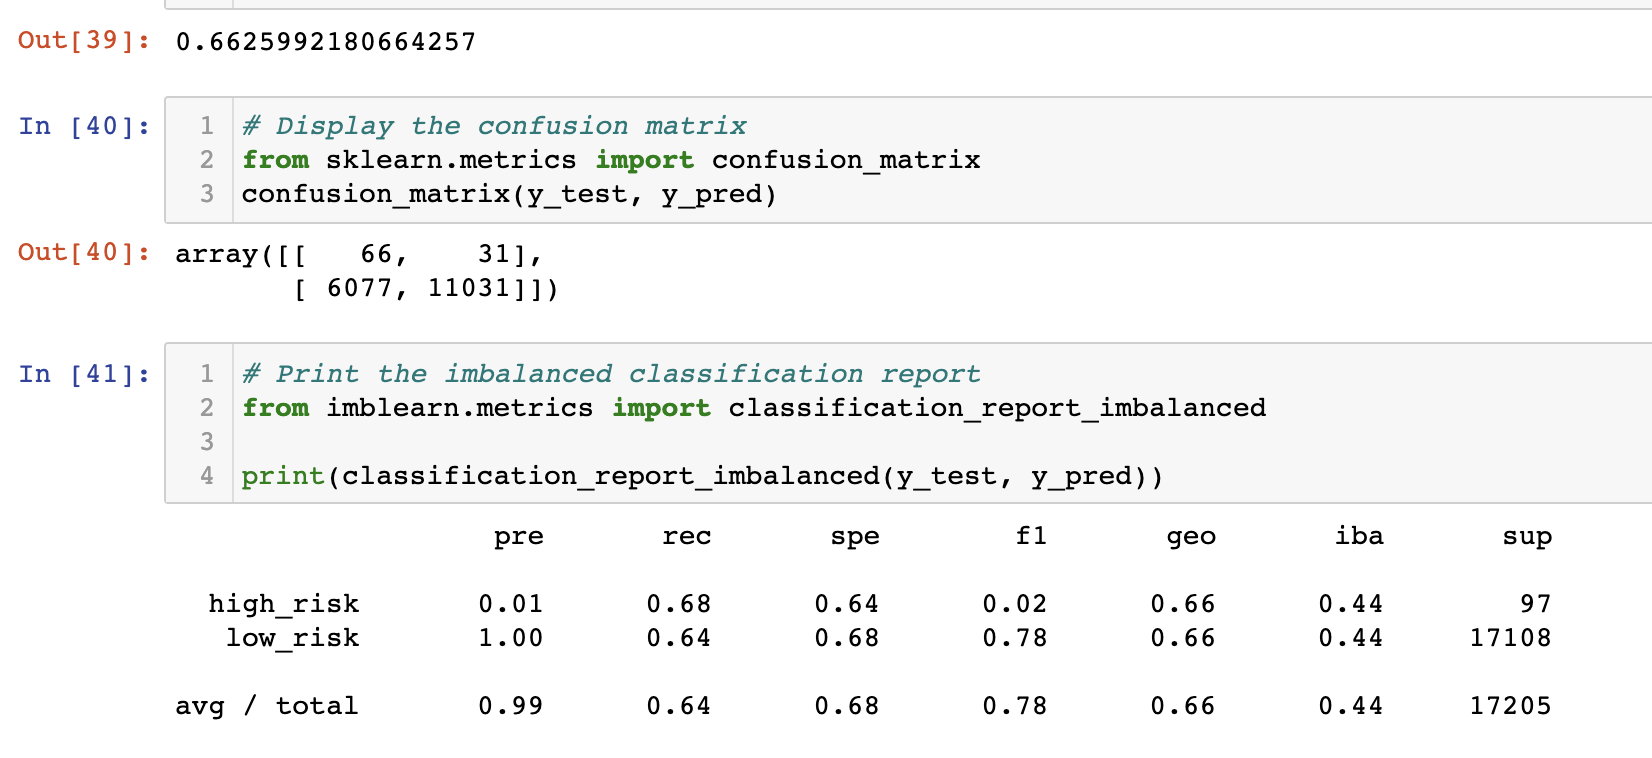 Out[39]: 0.6625992180664257
In [40]: 1 # Display the confusion matrix
2 from sklearn.metrics import confusion_matrix
3 confusion_matrix(y_test, y_pred)
Out[40]: array([[   66,    31],
       [ 6077, 11031]])
In [41]: 1 # Print the imbalanced classification report
2 from imblearn.metrics import classification_report_imbalanced
3
4 print(classification_report_imbalanced(y_test, y_pred))
pre rec spe f1 geo iba sup
high_risk 0.01 0.68 0.64 0.02 0.66 0.44 97
low_risk 1.00 0.64 0.68 0.78 0.66 0.44 17108
avg / total 0.99 0.64 0.68 0.78 0.66 0.44 17205